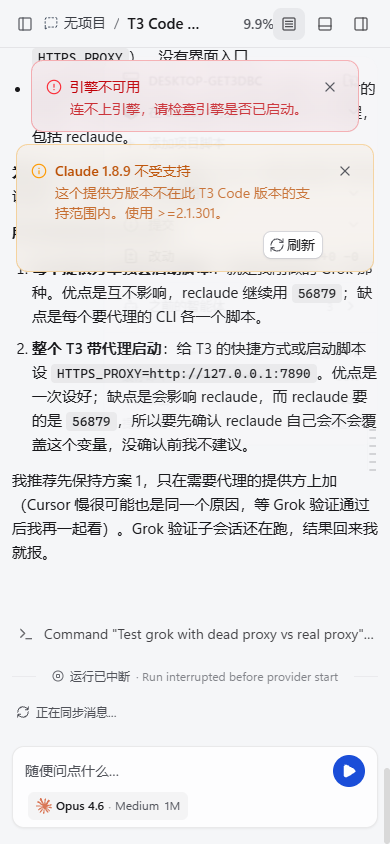 无项目 / T3 Code ... 9.9%
HTTPS_PROXY
没有界面入口
引擎不可用
连不上引擎，请检查引擎是否已启动。
包括 reclaude。
Claude 1.8.9 不受支持
这个提供方版本不在此 T3 Code 版本的支
持范围内。使用 >=2.1.301。
刷新
种。优点是互不影响，reclaude 继续用 56879；缺
点是每个要代理的 CLI 各一个脚本。
2. 整个 T3 带代理启动：给 T3 的快捷方式或启动脚本
设 HTTPS_PROXY=http://127.0.0.1:7890。优点是
一次设好；缺点是会影响 reclaude，而 reclaude 要
的是 56879，所以要先确认 reclaude 自己会不会覆
盖这个变量，没确认前我不建议。
我推荐先保持方案 1，只在需要代理的提供方上加
（Cursor 慢很可能也是同一个原因，等 Grok 验证通过
后我再一起看）。Grok 验证子会话还在跑，结果回来我
就报。
Command "Test grok with dead proxy vs real proxy"...
运行已中断 · Run interrupted before provider start
正在同步消息...
随便问点什么...
Opus 4.6 · Medium 1M